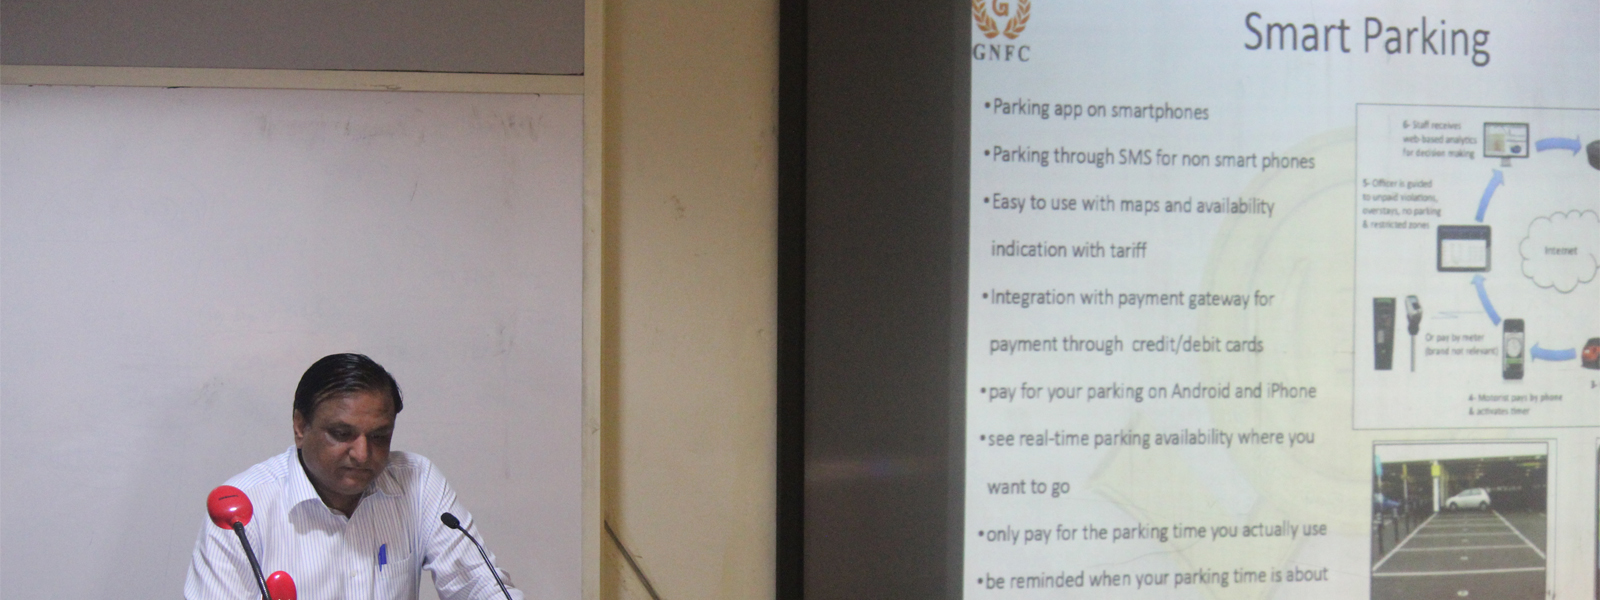 G
GNFC
Smart Parking
•Parking app on smartphones
•Parking through SMS for non smart phones
•Easy to use with maps and availability
indication with tariff
•Integration with payment gateway for
payment through credit/debit cards
•pay for your parking on Android and iPhone
•see real-time parking availability where you
want to go
•only pay for the parking time you actually use
•be reminded when your parking time is about
6- Staff receives
web-based analytics
for decision making
5- Officer is guided
to unpaid violations,
overstays, no parking
& restricted zones
Internet
Or pay by meter
(brand not relevant)
4- Motorist pays by phone
& activates timer